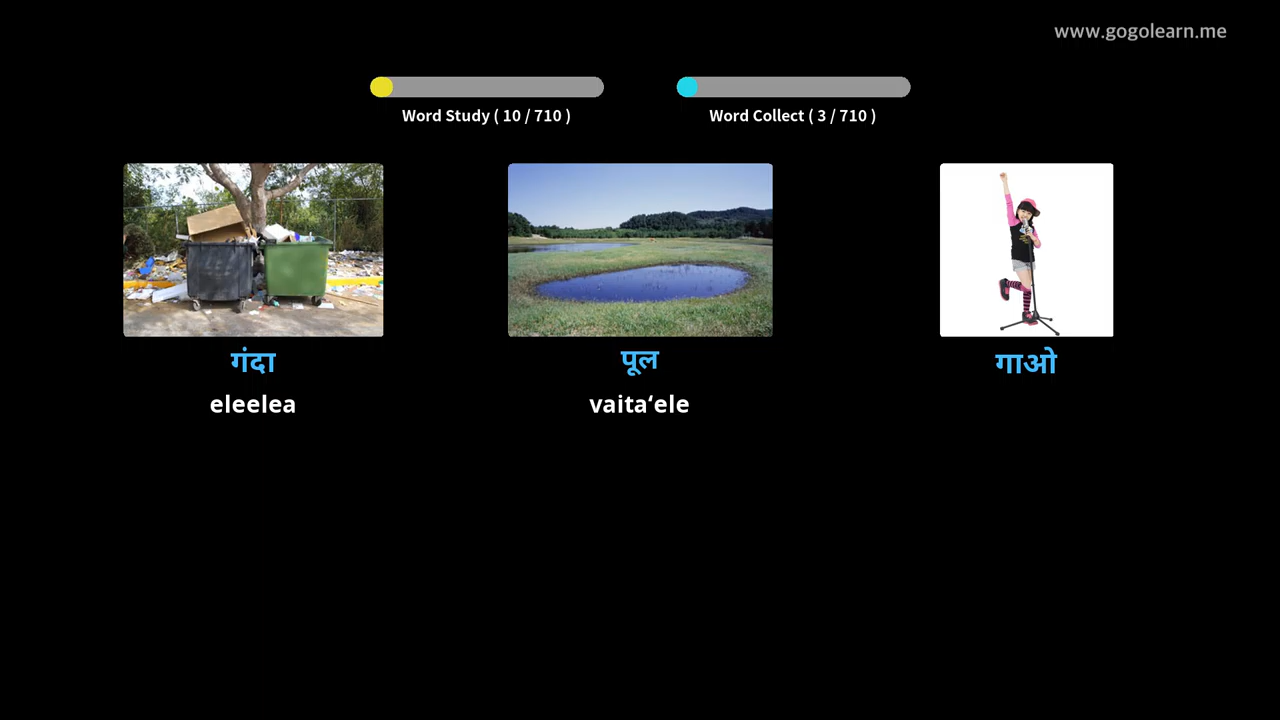 www.gogolearn.me
Word Study ( 10 / 710 )
Word Collect ( 3 / 710 )
गंदा
पूल
गाओ
eleelea
vaitaʻele